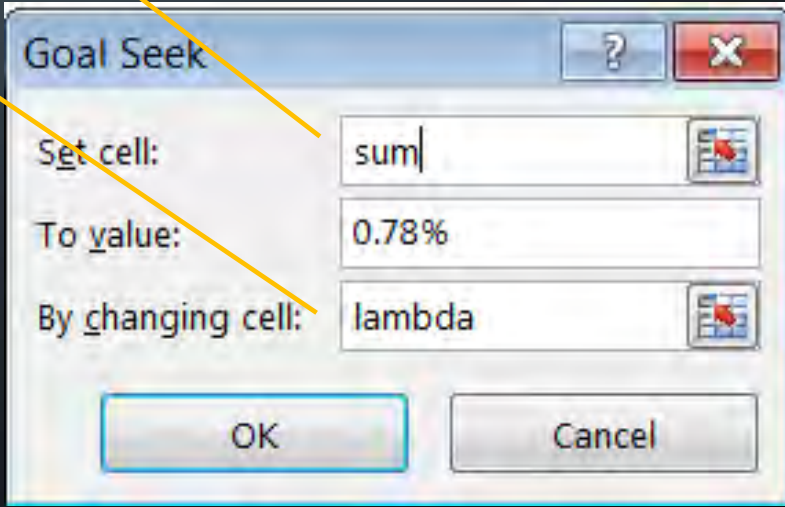 Goal Seek ?
Set cell: sum
To value: 0.78%
By changing cell: lambda
OK Cancel